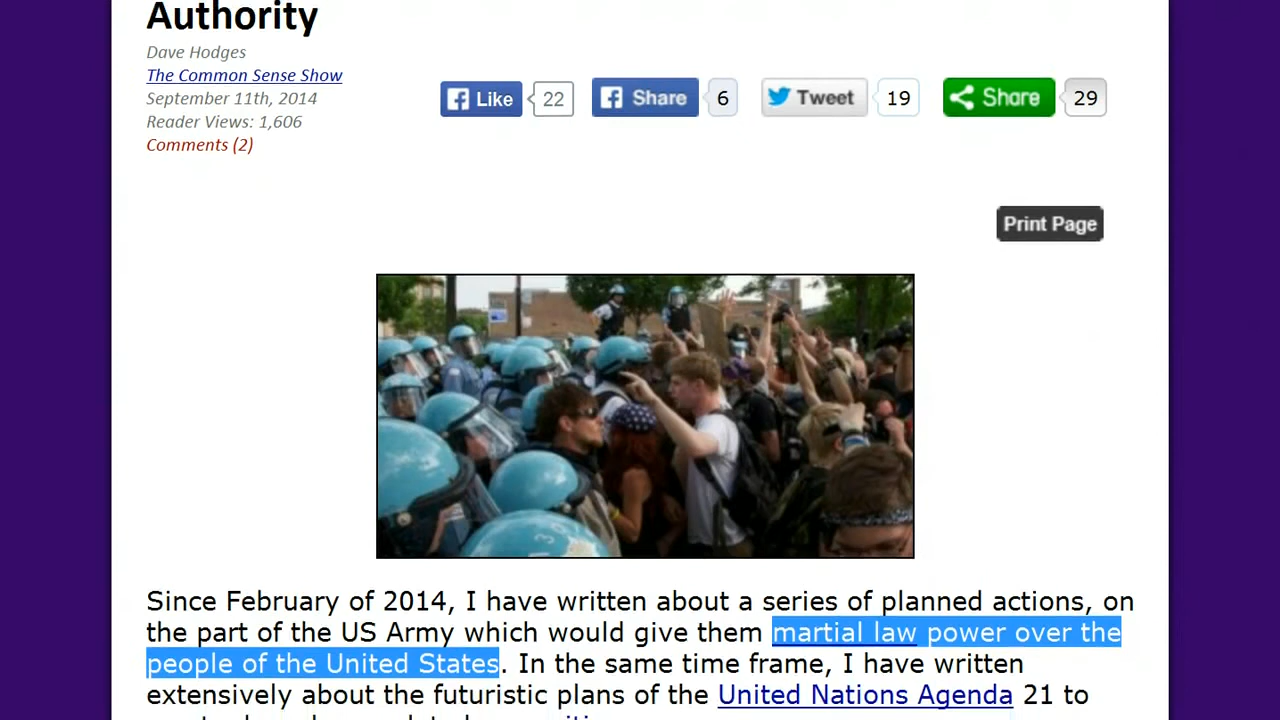 Authority
Dave Hodges
The Common Sense Show
September 11th, 2014
Reader Views: 1,606
Comments (2)
Like 22 Share 6 Tweet 19 Share 29
Print Page
Since February of 2014, I have written about a series of planned actions, on
the part of the US Army which would give them martial law power over the
people of the United States. In the same time frame, I have written
extensively about the futuristic plans of the United Nations Agenda 21 to